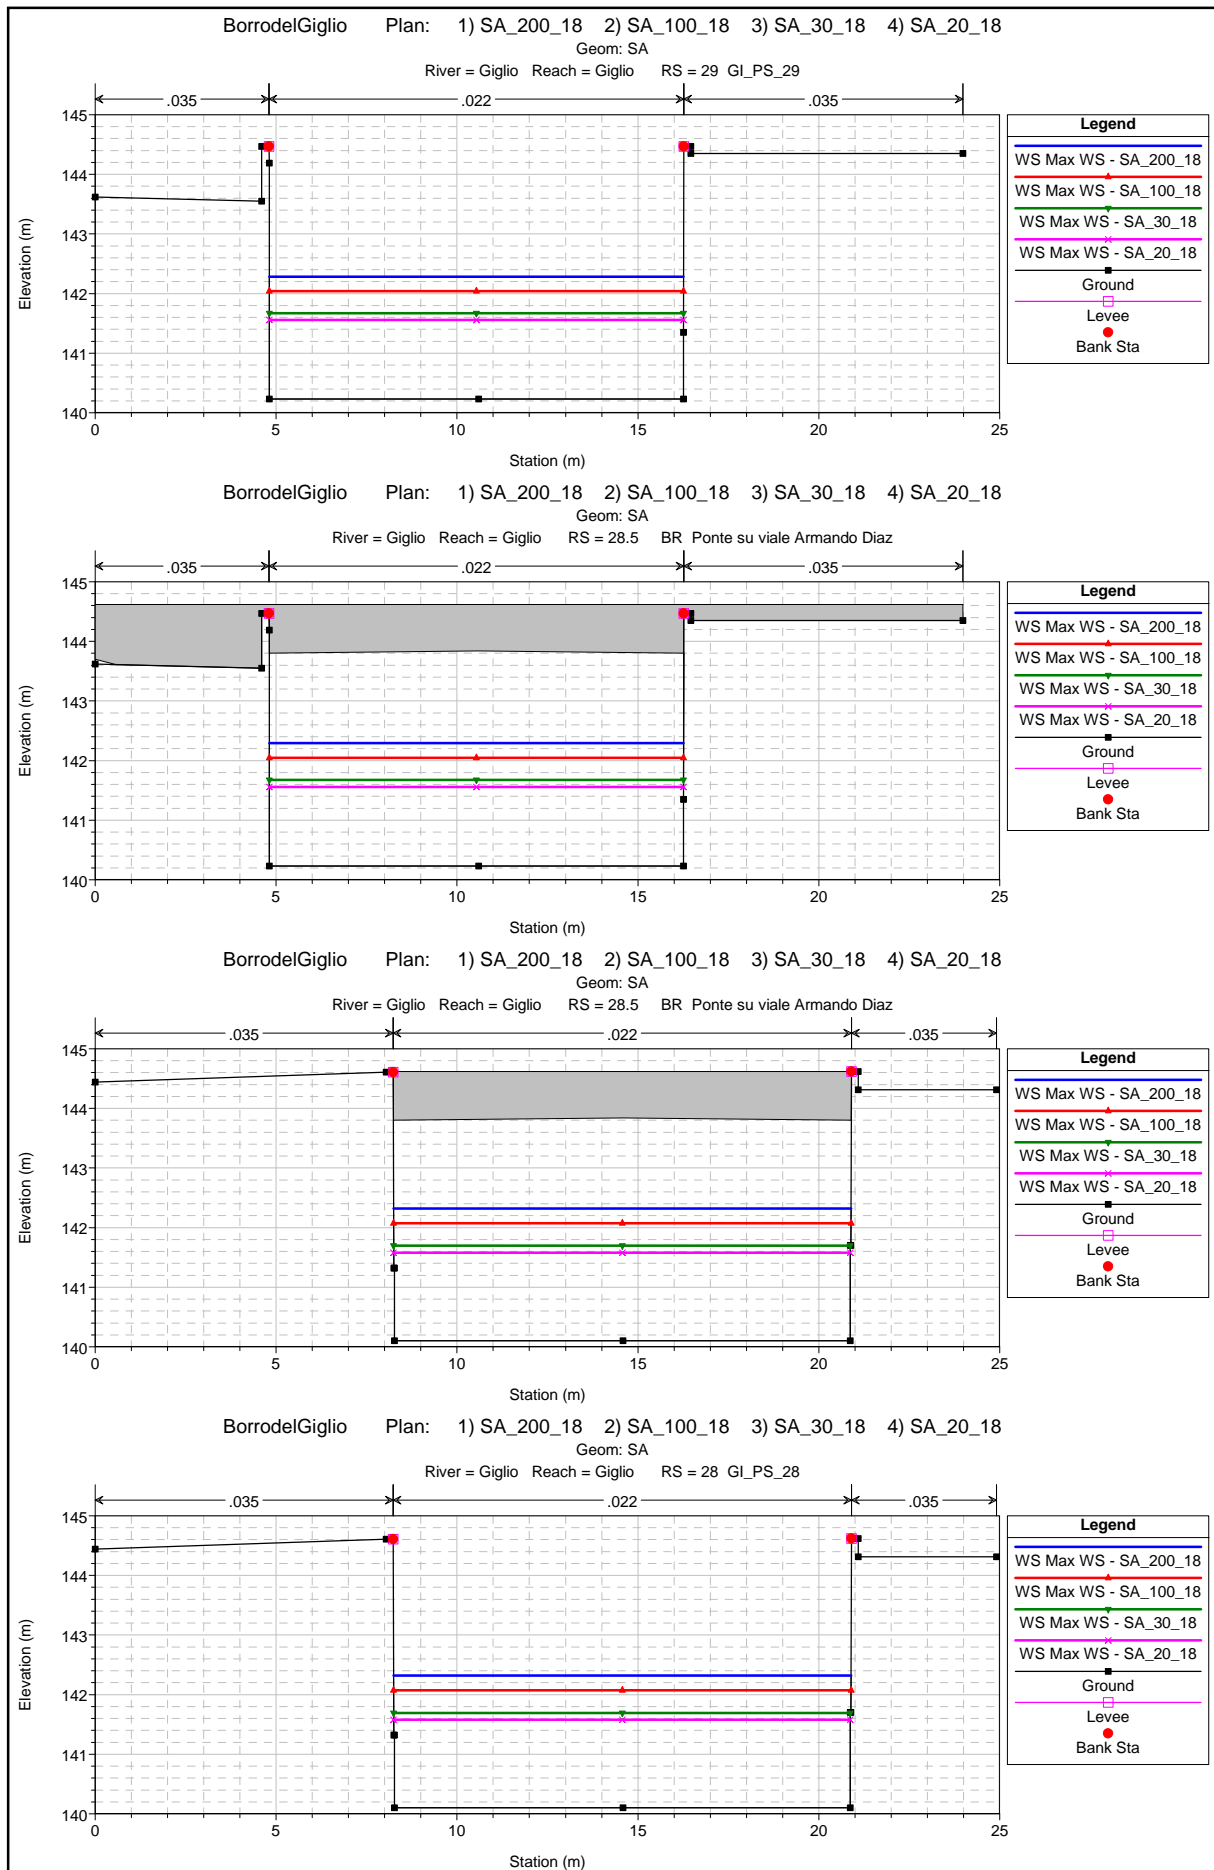 BorrodelGiglio Plan: 1) SA_200_18 2) SA_100_18 3) SA_30_18 4) SA_20_18
Geom: SA
River = Giglio Reach = Giglio RS = 29 GI_PS_29
.035 .022 .035
145
144
143
142
141
140
Elevation (m)
0 5 10 15 20 25
Station (m)
Legend
WS Max WS - SA_200_18
WS Max WS - SA_100_18
WS Max WS - SA_30_18
WS Max WS - SA_20_18
Ground
Levee
Bank Sta
BorrodelGiglio Plan: 1) SA_200_18 2) SA_100_18 3) SA_30_18 4) SA_20_18
Geom: SA
River = Giglio Reach = Giglio RS = 28.5 BR Ponte su viale Armando Diaz
.035 .022 .035
145
144
143
142
141
140
Elevation (m)
0 5 10 15 20 25
Station (m)
Legend
WS Max WS - SA_200_18
WS Max WS - SA_100_18
WS Max WS - SA_30_18
WS Max WS - SA_20_18
Ground
Levee
Bank Sta
BorrodelGiglio Plan: 1) SA_200_18 2) SA_100_18 3) SA_30_18 4) SA_20_18
Geom: SA
River = Giglio Reach = Giglio RS = 28.5 BR Ponte su viale Armando Diaz
.035 .022 .035
145
144
143
142
141
140
Elevation (m)
0 5 10 15 20 25
Station (m)
Legend
WS Max WS - SA_200_18
WS Max WS - SA_100_18
WS Max WS - SA_30_18
WS Max WS - SA_20_18
Ground
Levee
Bank Sta
BorrodelGiglio Plan: 1) SA_200_18 2) SA_100_18 3) SA_30_18 4) SA_20_18
Geom: SA
River = Giglio Reach = Giglio RS = 28 GI_PS_28
.035 .022 .035
145
144
143
142
141
140
Elevation (m)
0 5 10 15 20 25
Station (m)
Legend
WS Max WS - SA_200_18
WS Max WS - SA_100_18
WS Max WS - SA_30_18
WS Max WS - SA_20_18
Ground
Levee
Bank Sta